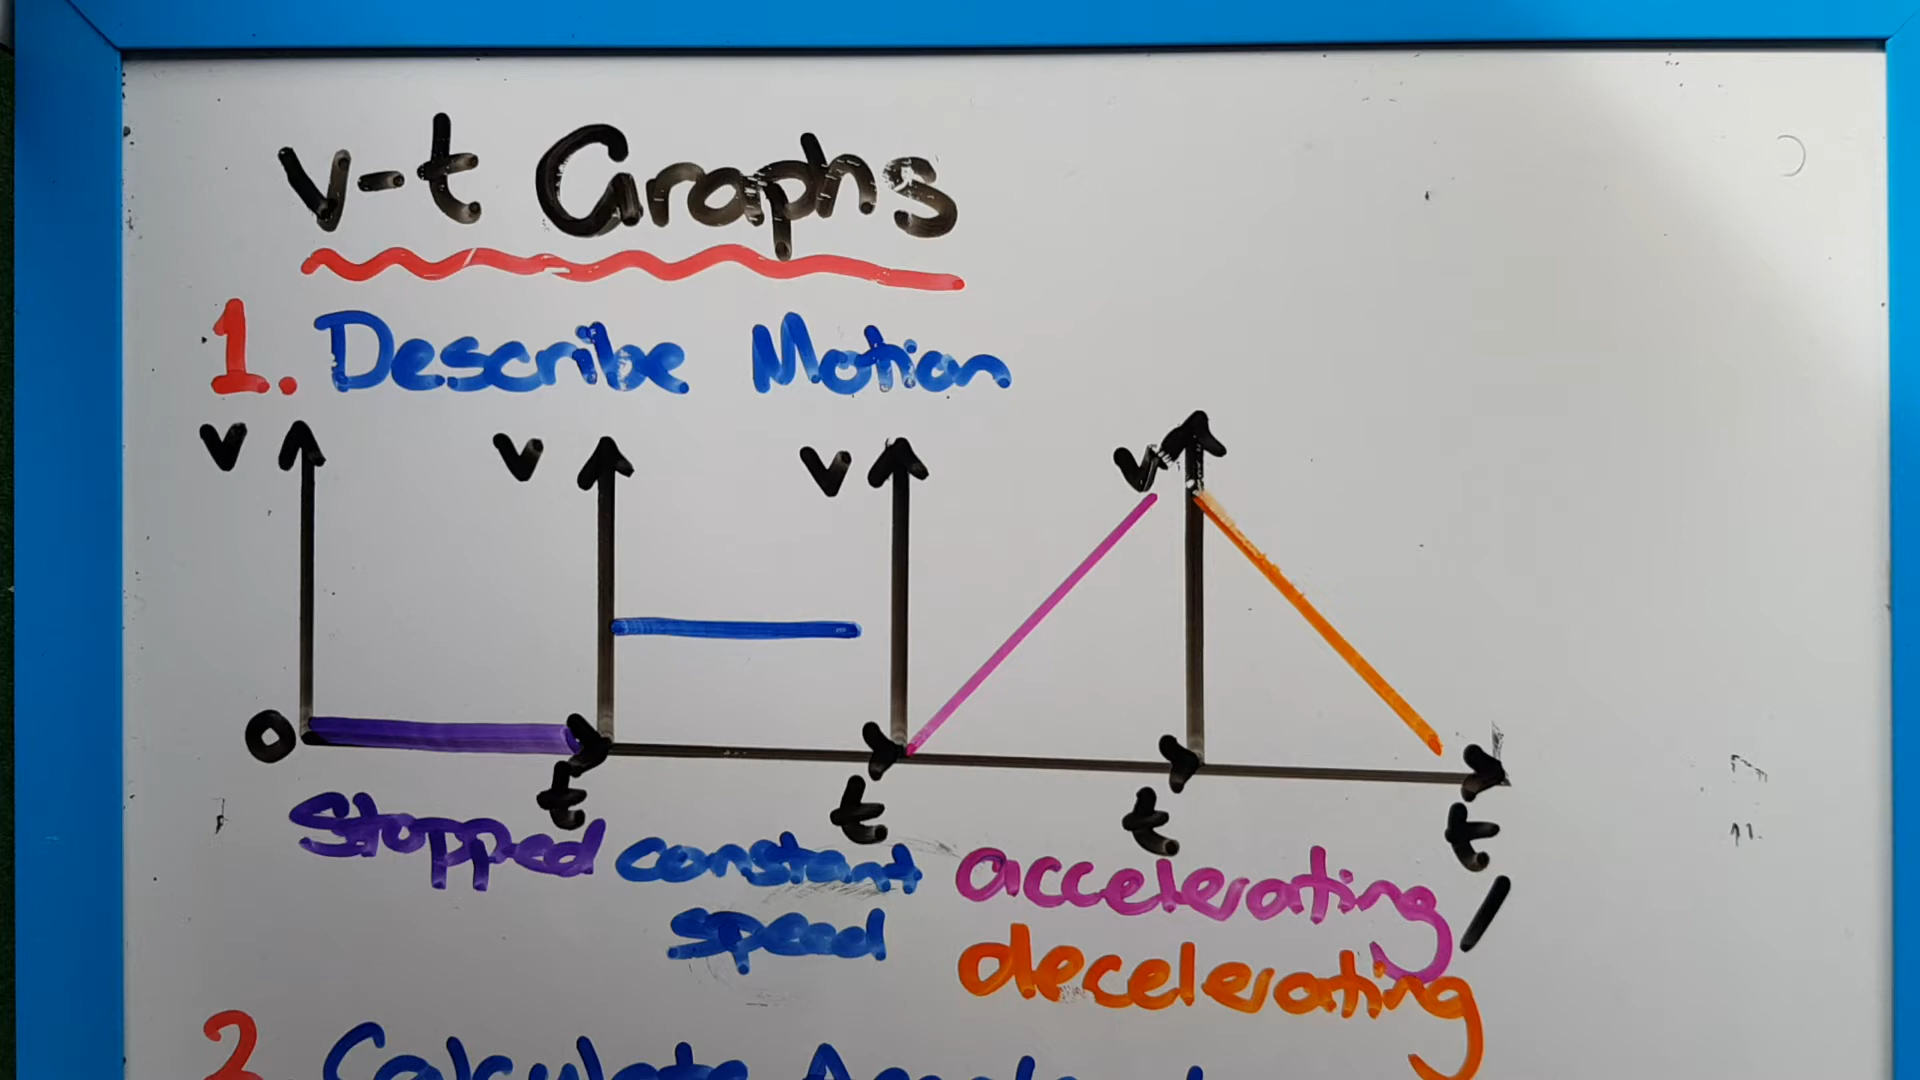 v-t Graphs
1. Describe Motion
v v v v
0
t t t t
Stopped constant speed accelerating/
decelerating
2. Calculate